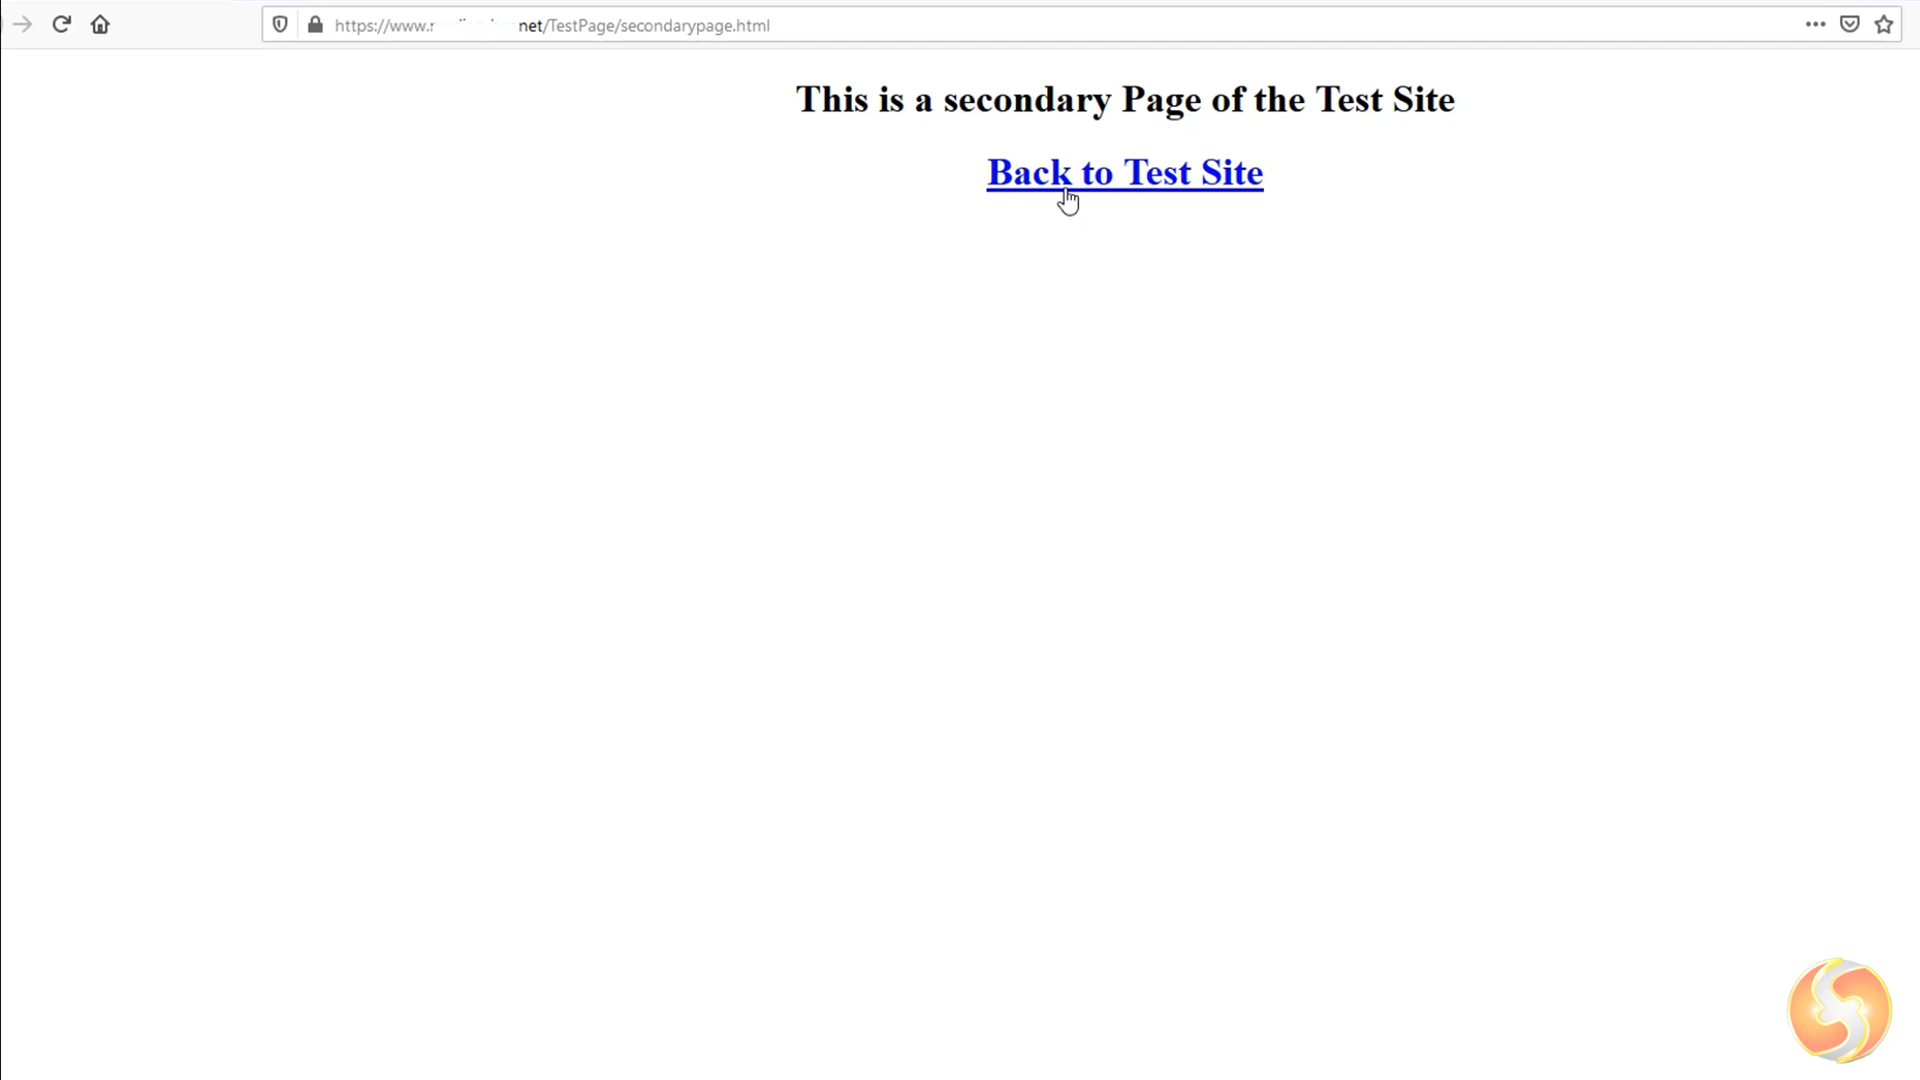 https://www. net/TestPage/secondarypage.html
This is a secondary Page of the Test Site
Back to Test Site